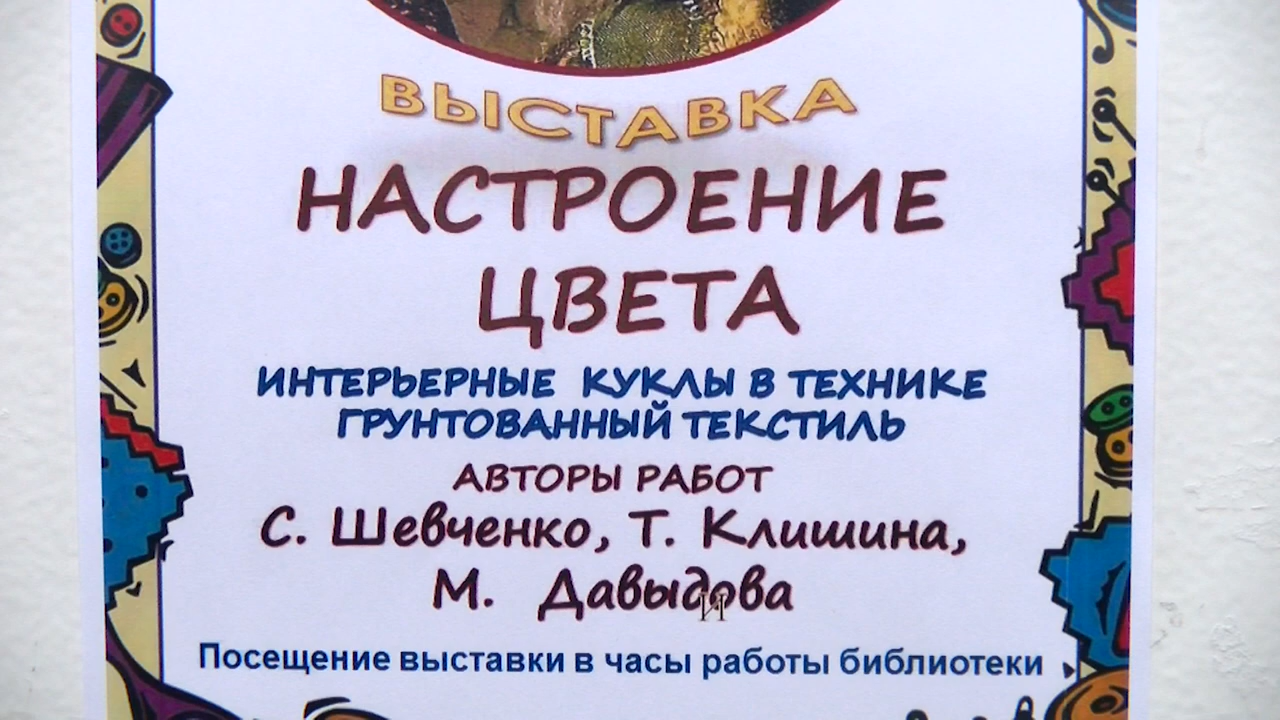 ВЫСТАВКА
НАСТРОЕНИЕ
ЦВЕТА
ИНТЕРЬЕРНЫЕ КУКЛЫ В ТЕХНИКЕ
ГРУНТОВАННЫЙ ТЕКСТИЛЬ
АВТОРЫ РАБОТ
С. Шевченко, Т. Клишина,
М. Давыдова
и
Посещение выставки в часы работы библиотеки